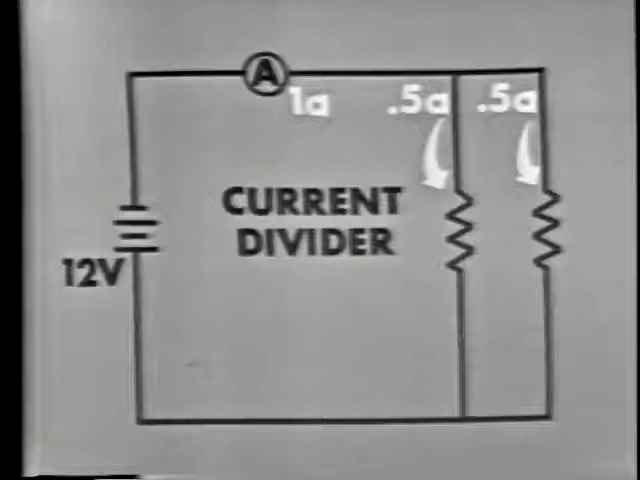 A
1a
.5a
.5a
CURRENT
DIVIDER
12V